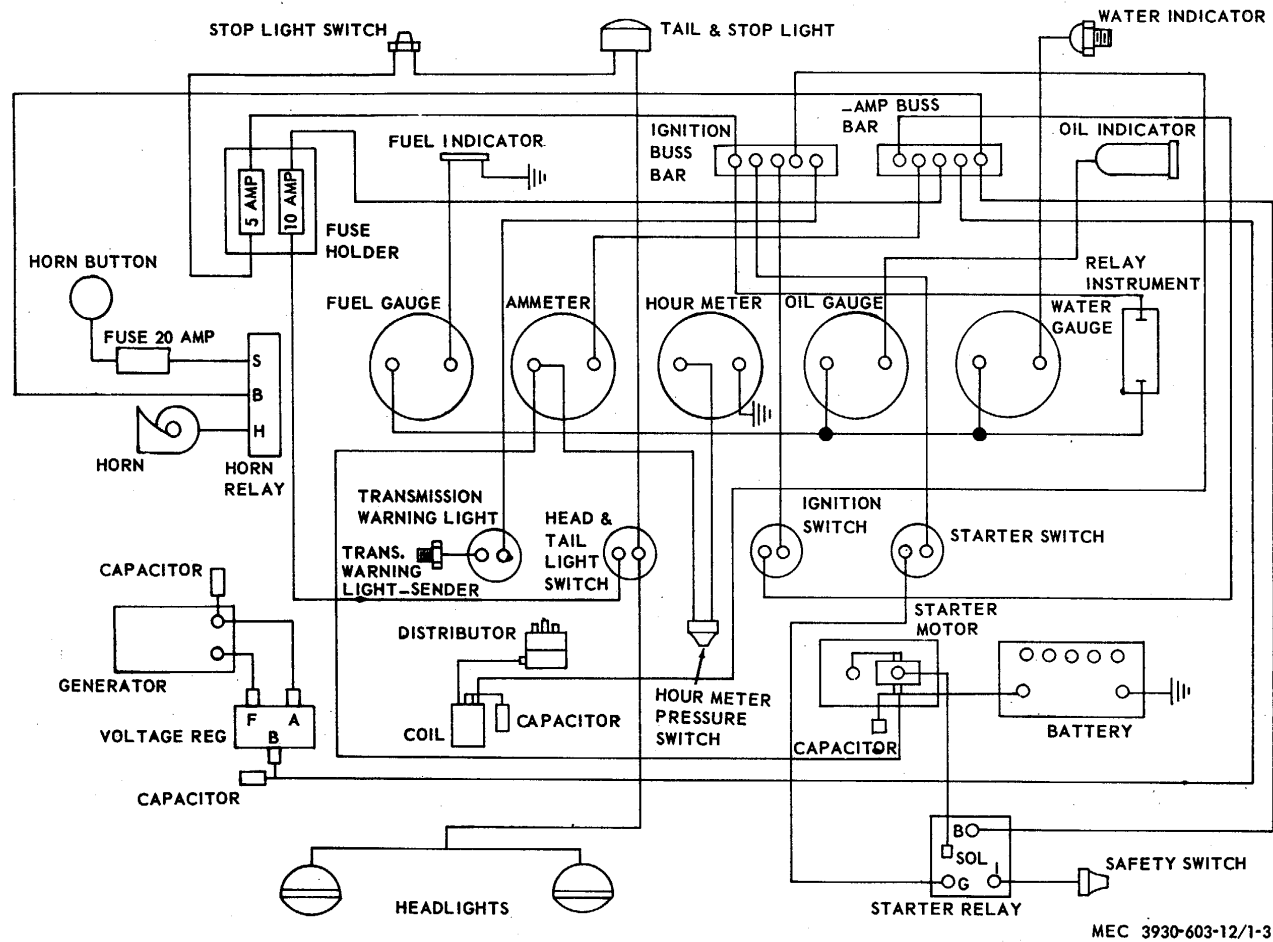 STOP LIGHT SWITCH
TAIL & STOP LIGHT
WATER INDICATOR
FUEL INDICATOR
IGNITION
BUSS
BAR
_AMP BUSS
BAR
OIL INDICATOR
5 AMP
10 AMP
FUSE
HOLDER
HORN BUTTON
FUSE 20 AMP
FUEL GAUGE
AMMETER
HOUR METER
OIL GAUGE
RELAY
INSTRUMENT
WATER
GAUGE
S
B
H
HORN
HORN
RELAY
TRANSMISSION
WARNING LIGHT
TRANS.
WARNING
LIGHT-SENDER
HEAD &
TAIL
LIGHT
SWITCH
IGNITION
SWITCH
STARTER SWITCH
CAPACITOR
GENERATOR
DISTRIBUTOR
STARTER
MOTOR
F A
B
VOLTAGE REG
COIL
CAPACITOR
HOUR METER
PRESSURE
SWITCH
CAPACITOR
BATTERY
CAPACITOR
B
SOL
G
I
SAFETY SWITCH
STARTER RELAY
HEADLIGHTS
MEC 3930-603-12/1-3